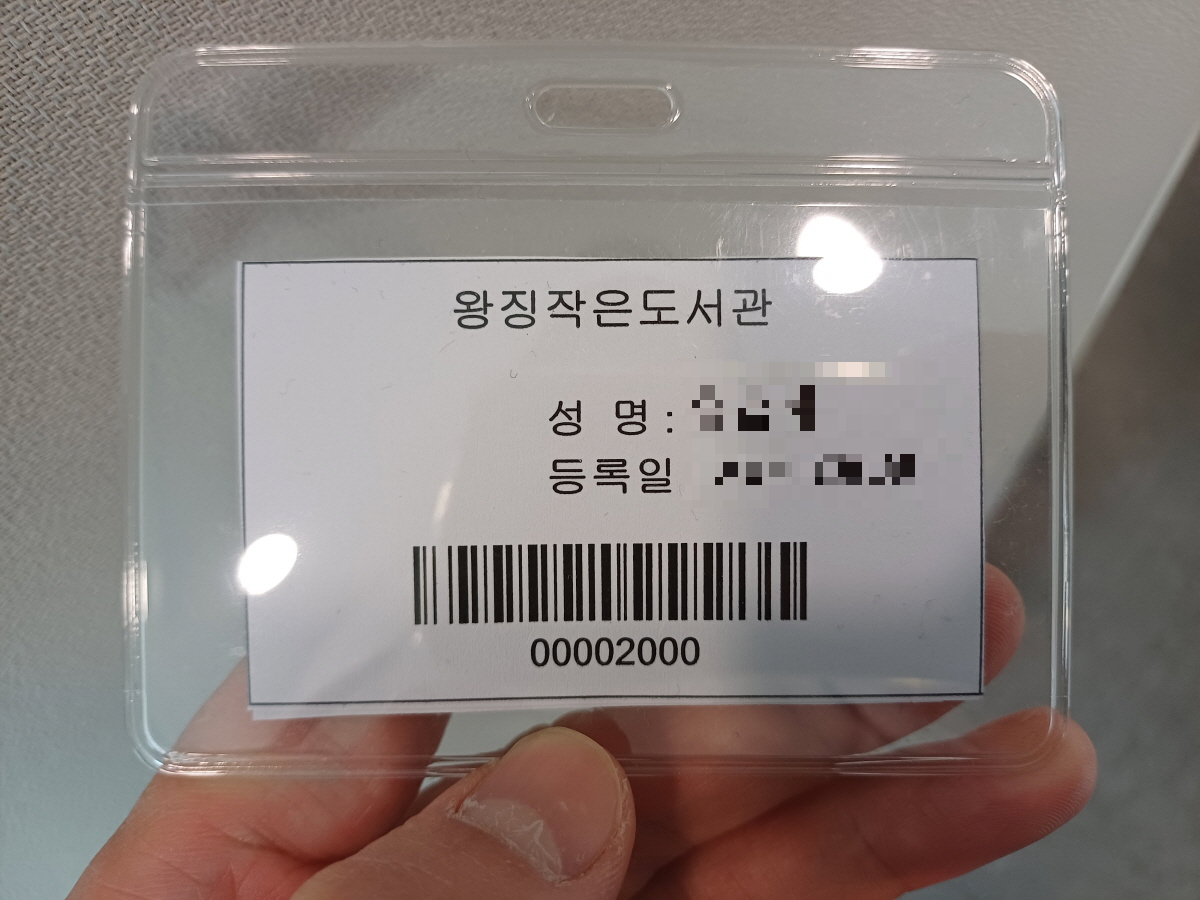 왕징작은도서관
성 명 :
등록일
00002000